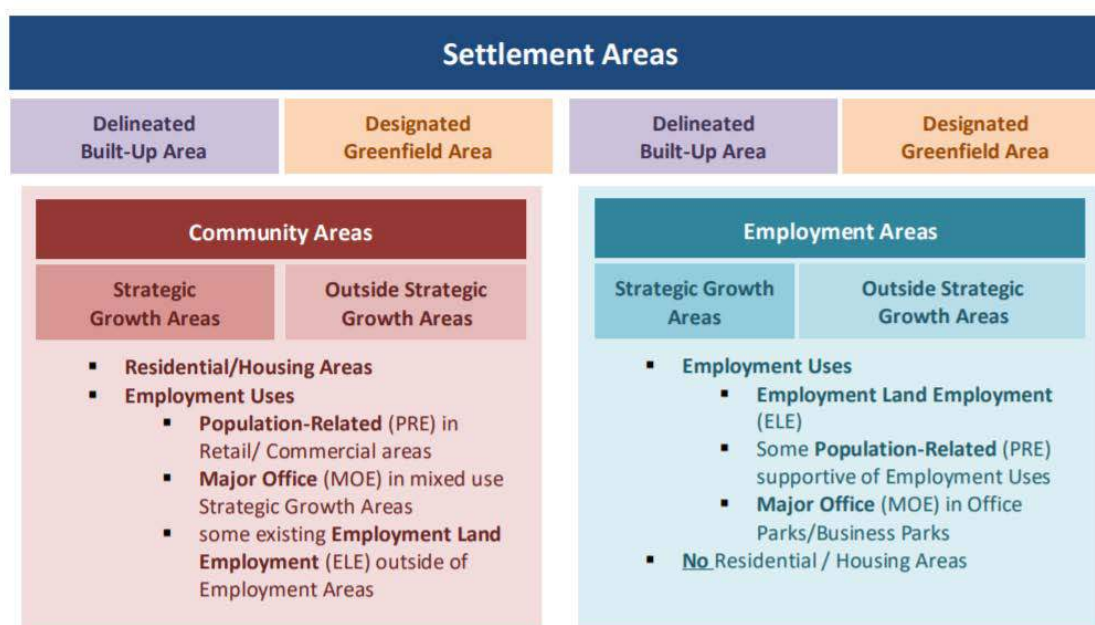 Settlement Areas
Delineated
Built-Up Area
Designated
Greenfield Area
Delineated
Built-Up Area
Designated
Greenfield Area
Community Areas
Strategic
Growth Areas
Outside Strategic
Growth Areas
▪ Residential/Housing Areas
▪ Employment Uses
▪ Population-Related (PRE) in
Retail/ Commercial areas
▪ Major Office (MOE) in mixed use
Strategic Growth Areas
▪ some existing Employment Land
Employment (ELE) outside of
Employment Areas
Employment Areas
Strategic Growth
Areas
Outside Strategic
Growth Areas
▪ Employment Uses
▪ Employment Land Employment
(ELE)
▪ Some Population-Related (PRE)
supportive of Employment Uses
▪ Major Office (MOE) in Office
Parks/Business Parks
▪ No Residential / Housing Areas